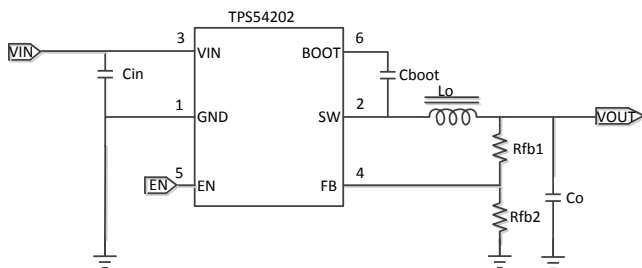 TPS54202
VIN
3
VIN
BOOT
6
Cin
Cboot
Lo
1
GND
SW
2
VOUT
Rfb1
EN
5
EN
FB
4
Rfb2
Co